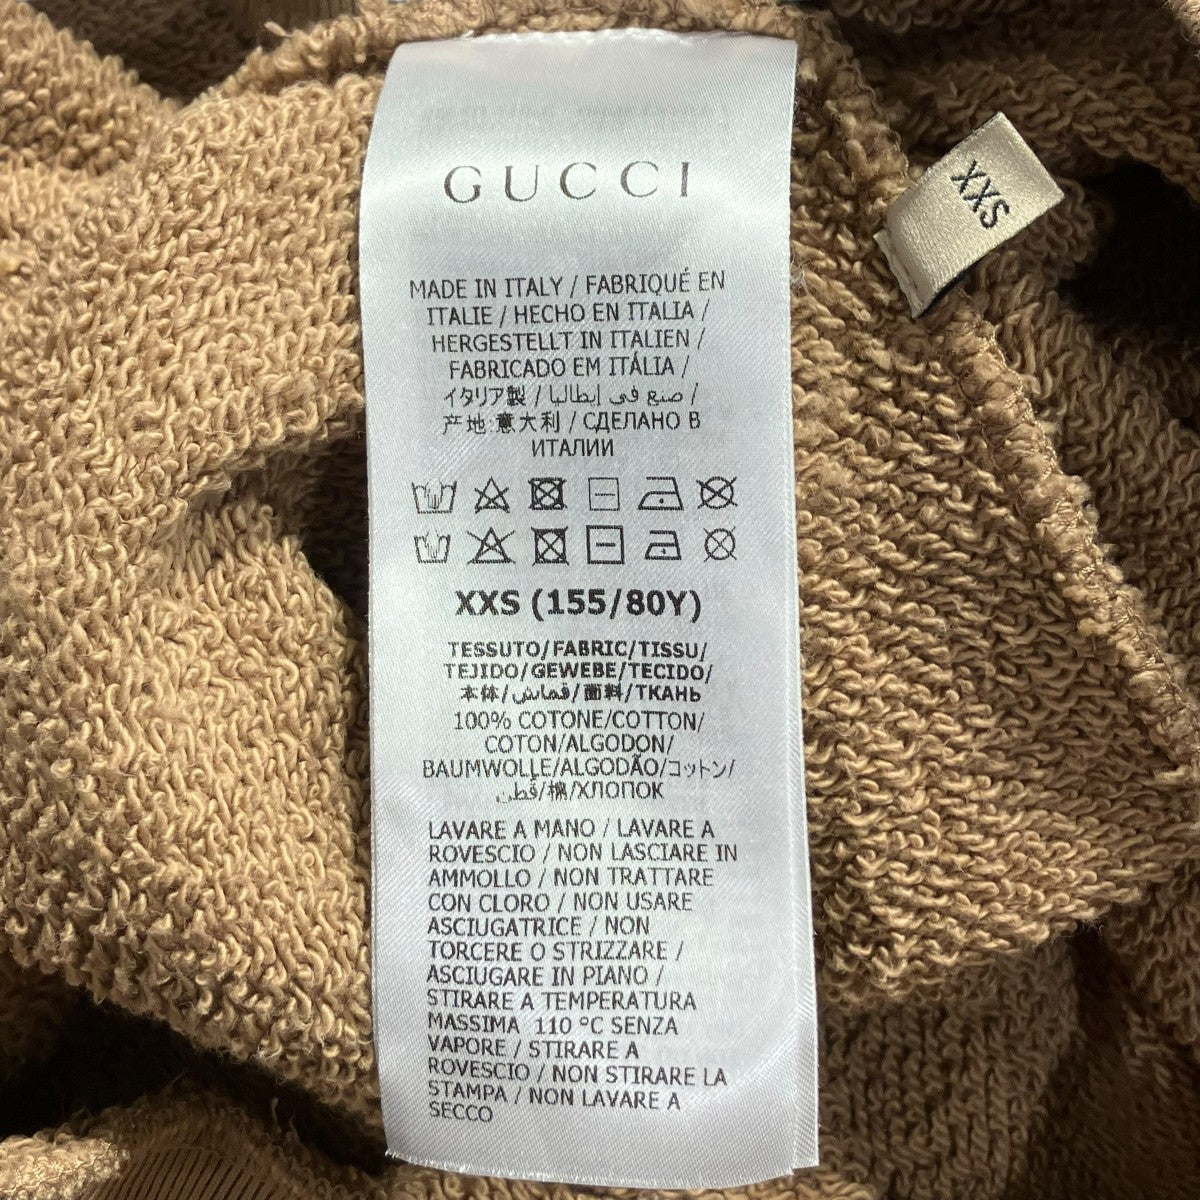 GUCCI
MADE IN ITALY / FABRIQUÉ EN
ITALIE / HECHO EN ITALIA /
HERGESTELLT IN ITALIEN /
FABRICADO EM ITÁLIA /
イタリア製 / صنع في إيطاليا /
产地:意大利 / СДЕЛАНО В
ИТАЛИИ
XXS (155/80Y)
TESSUTO/FABRIC/TISSU/
TEJIDO/GEWEBE/TECIDO/
本体/قماش/面料/ТКАНЬ
100% COTONE/COTTON/
COTON/ALGODON/
BAUMWOLLE/ALGODÃO/コットン/
قطن/棉/ХЛОПОК
LAVARE A MANO / LAVARE A
ROVESCIO / NON LASCIARE IN
AMMOLLO / NON TRATTARE
CON CLORO / NON USARE
ASCIUGATRICE / NON
TORCERE O STRIZZARE /
ASCIUGARE IN PIANO /
STIRARE A TEMPERATURA
MASSIMA 110 °C SENZA
VAPORE / STIRARE A
ROVESCIO / NON STIRARE LA
STAMPA / NON LAVARE A
SECCO
XXS